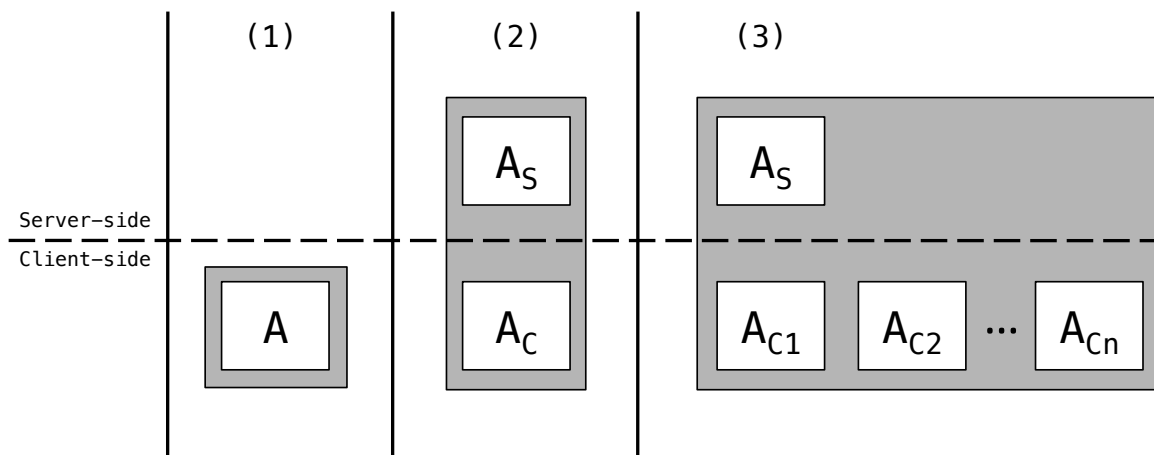 (1) (2) (3)
A_S A_S
Server-side
Client-side
A A_C A_C1 A_C2 ... A_Cn